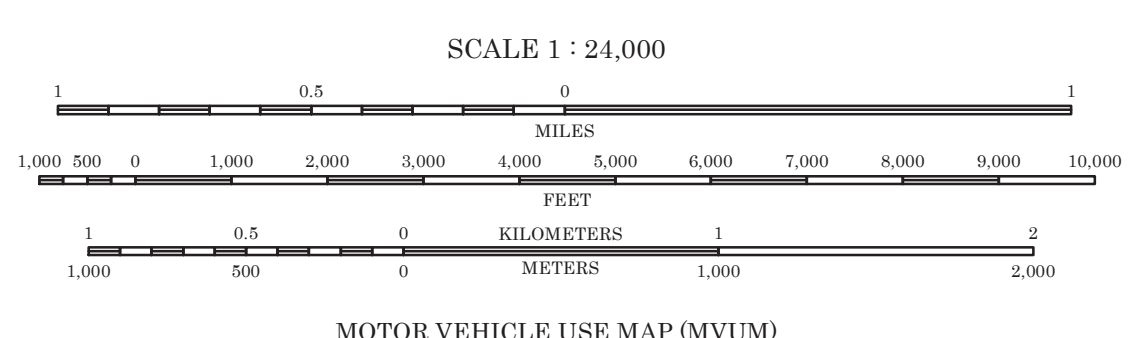 SCALE 1 : 24,000
1 0.5 0 1
MILES
1,000 500 0 1,000 2,000 3,000 4,000 5,000 6,000 7,000 8,000 9,000 10,000
FEET
1 0.5 0 KILOMETERS 1 2
1,000 500 0 METERS 1,000 2,000
MOTOR VEHICLE USE MAP (MVUM)